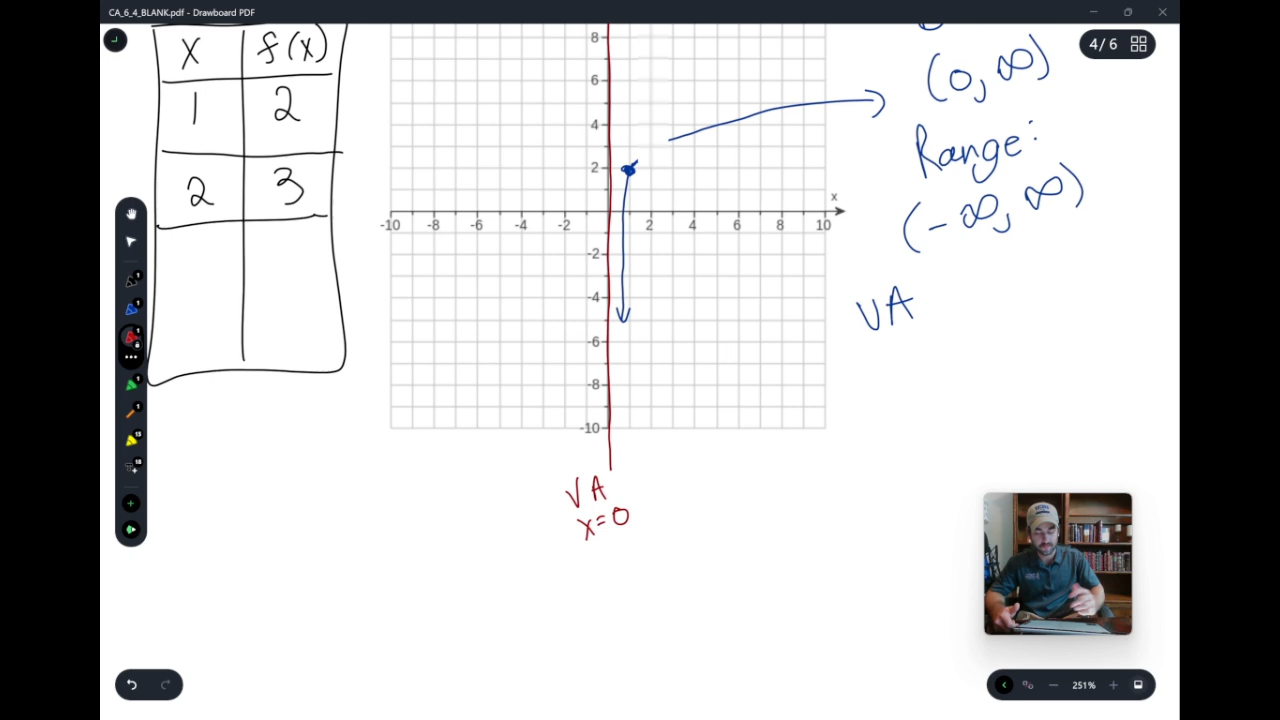 CA_6_4_BLANK.pdf - Drawboard PDF
4/6
x f(x)
1 2
2 3
8
6
4
2
x
-10 -8 -6 -4 -2 2 4 6 8 10
-2
-4
-6
-8
-10
(0, ∞)
Range:
(-∞, ∞)
VA
VA
x=0
251%